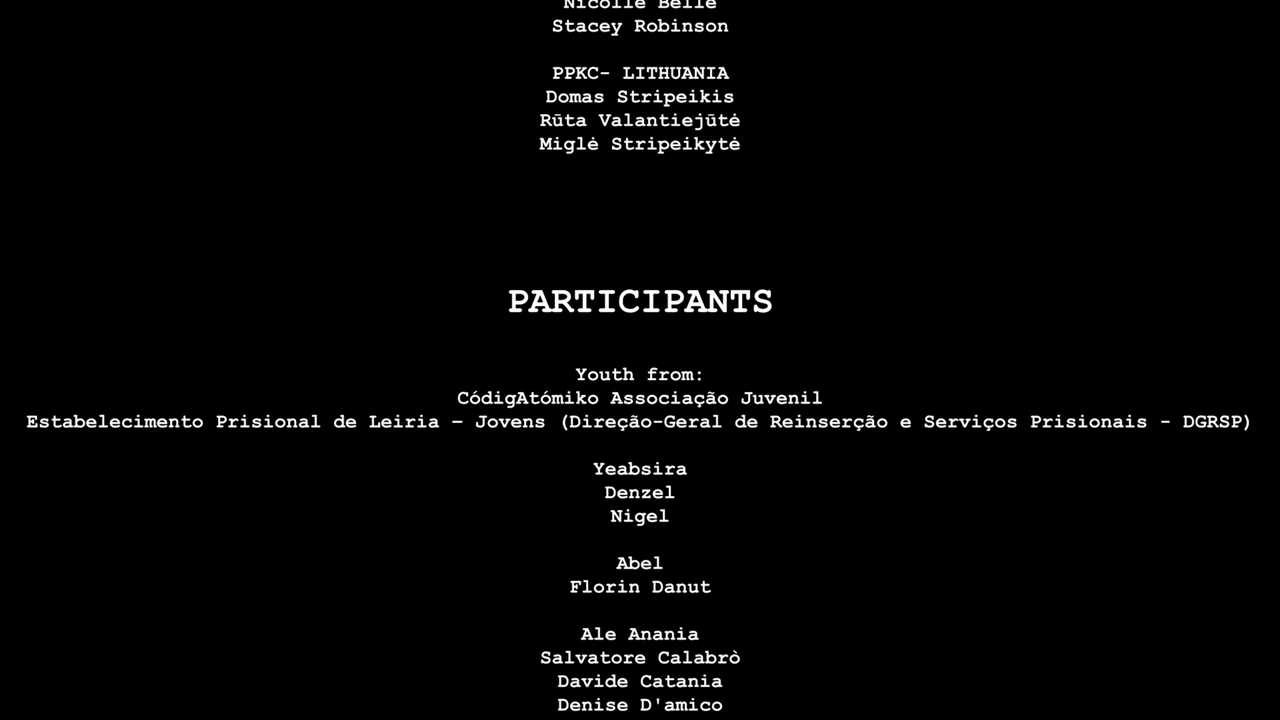 Nicolle Belle
Stacey Robinson
PPKC- LITHUANIA
Domas Stripeikis
Rūta Valantiejūtė
Miglė Stripeikytė
PARTICIPANTS
Youth from:
CódigAtómiko Associação Juvenil
Estabelecimento Prisional de Leiria – Jovens (Direção-Geral de Reinserção e Serviços Prisionais - DGRSP)
Yeabsira
Denzel
Nigel
Abel
Florin Danut
Ale Anania
Salvatore Calabrò
Davide Catania
Denise D'amico